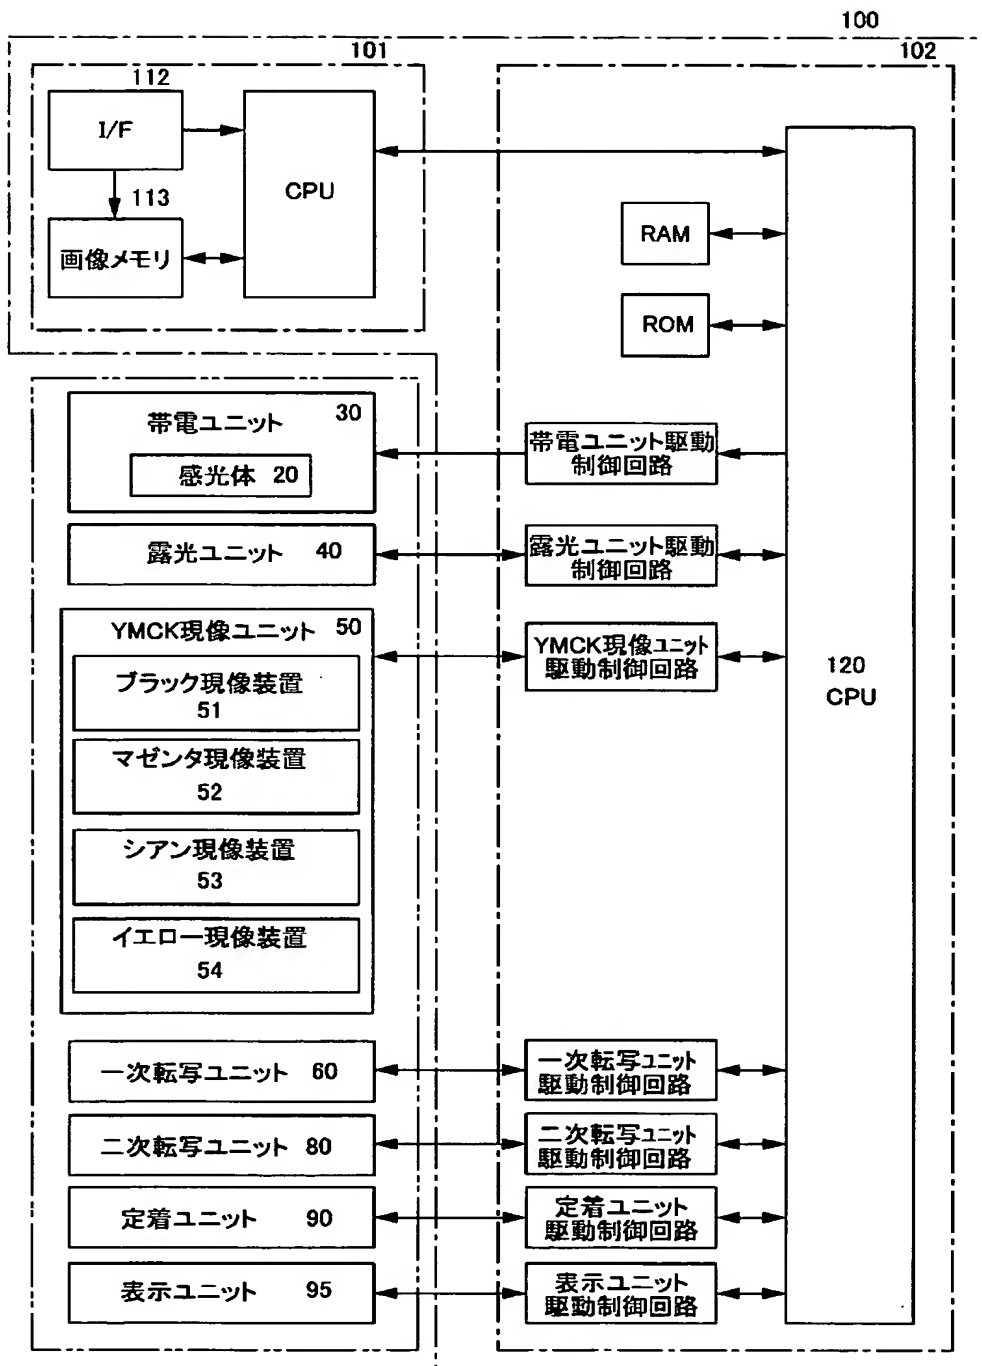 100
101
102
112
I/F
113
画像メモリ
CPU
RAM
ROM
帯電ユニット 30
感光体 20
帯電ユニット駆動
制御回路
露光ユニット 40
露光ユニット駆動
制御回路
YMCK現像ユニット 50
YMCK現像ユニット
駆動制御回路
ブラック現像装置
51
マゼンタ現像装置
52
シアン現像装置
53
イエロー現像装置
54
120
CPU
一次転写ユニット 60
一次転写ユニット
駆動制御回路
二次転写ユニット 80
二次転写ユニット
駆動制御回路
定着ユニット 90
定着ユニット
駆動制御回路
表示ユニット 95
表示ユニット
駆動制御回路